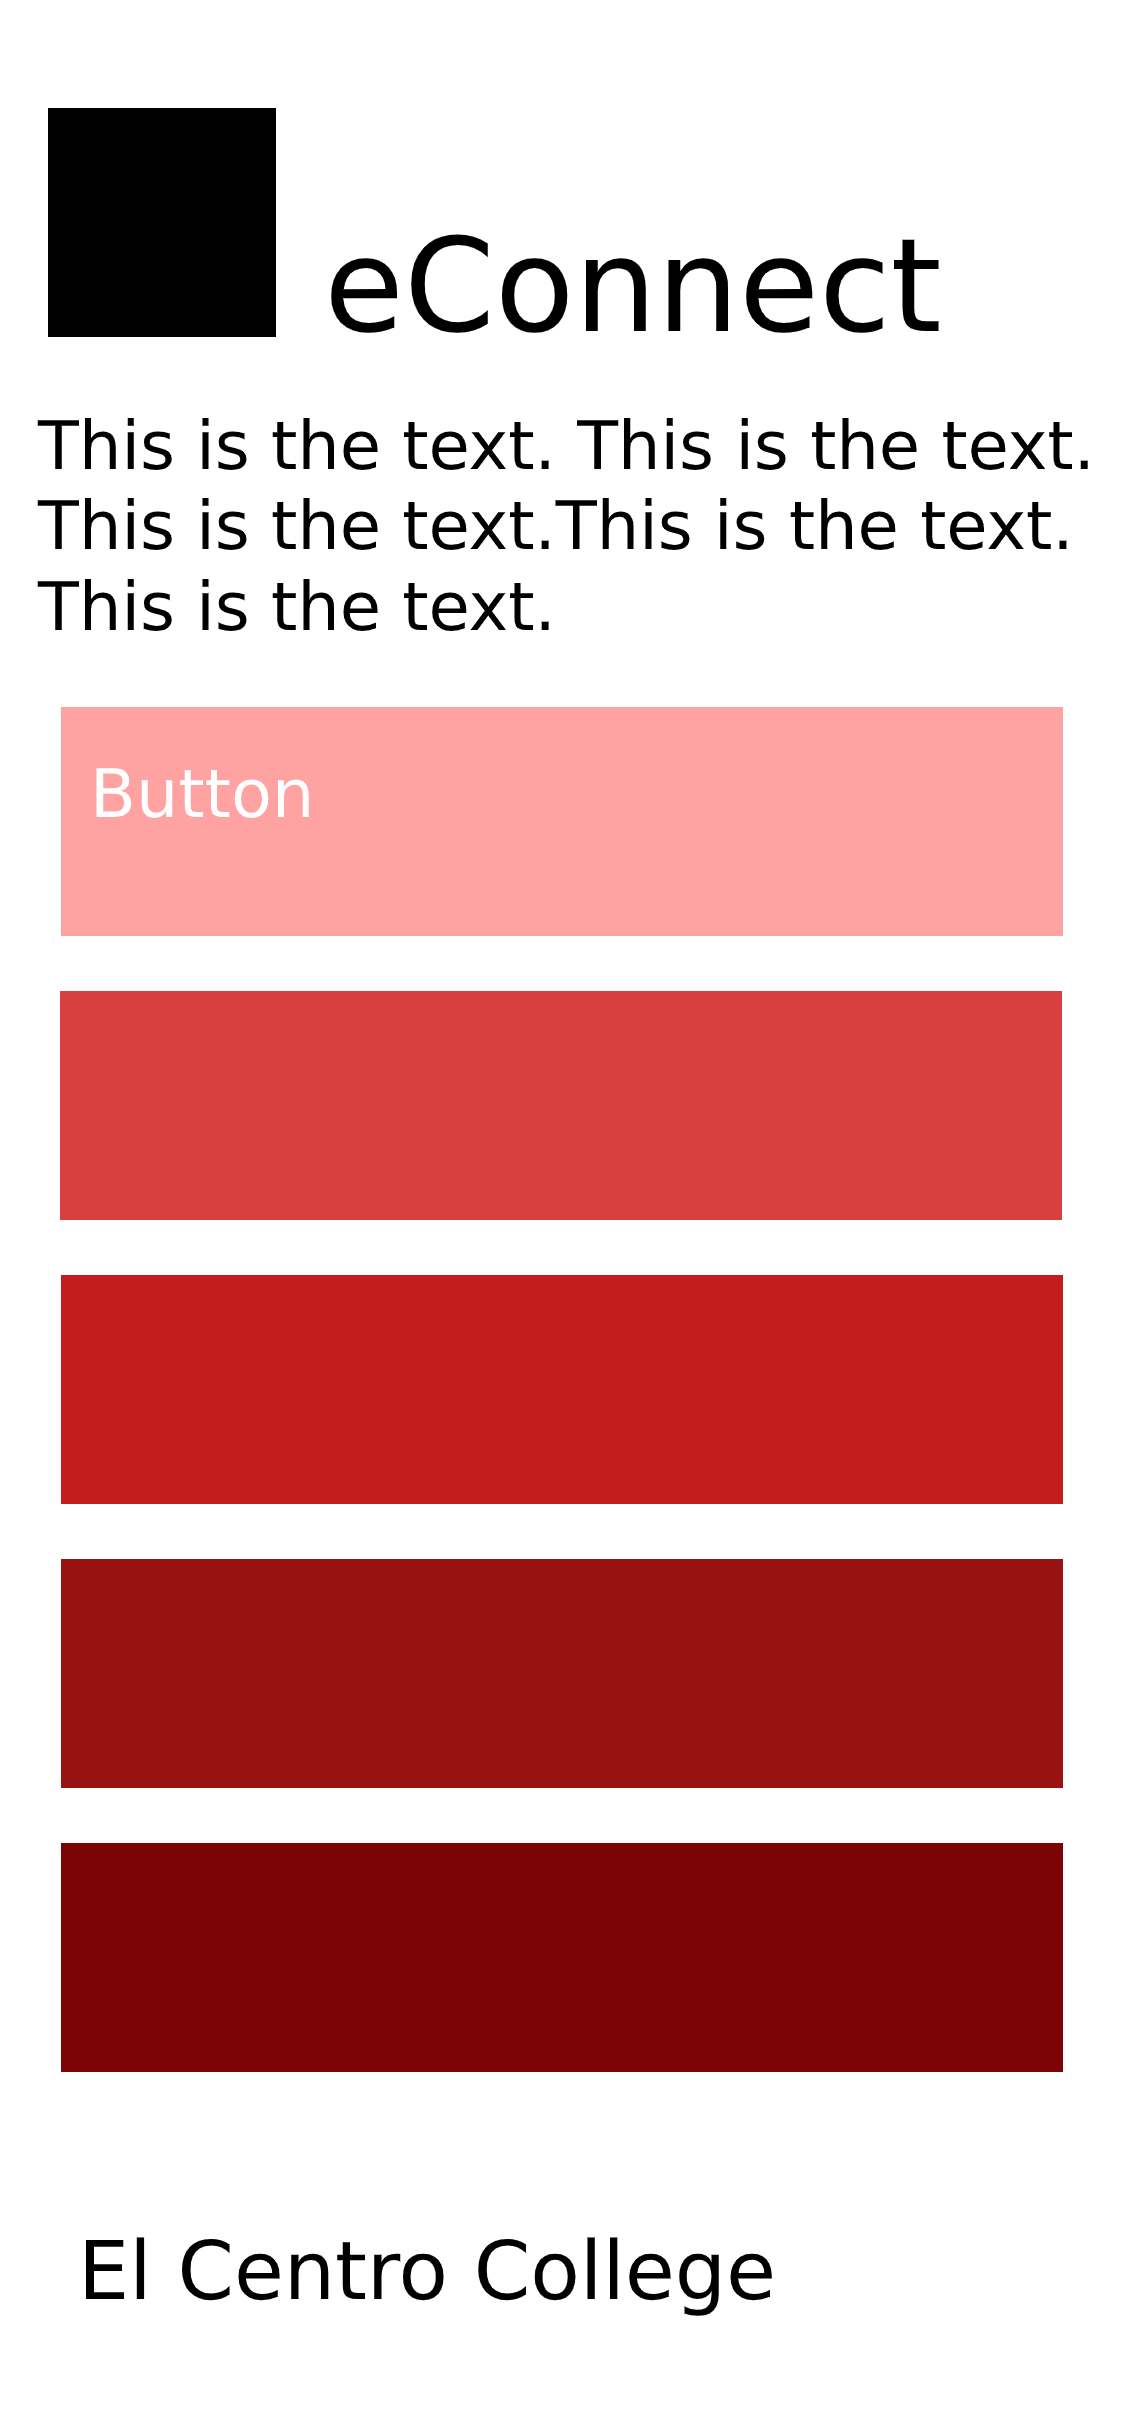 eConnect
This is the text. This is the text.
This is the text.This is the text.
This is the text.
Button
El Centro College